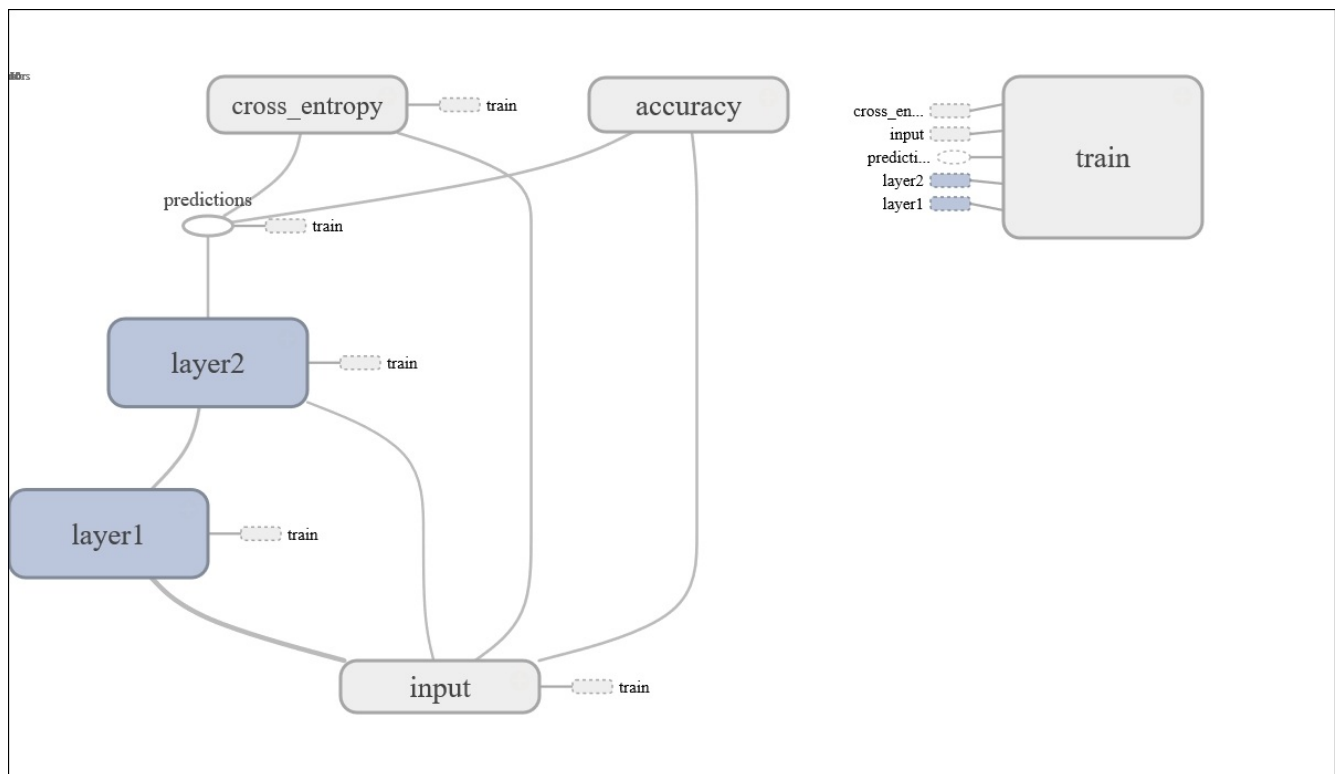 cross_entropy
train
accuracy
cross_en...
input
predicti...
layer2
layer1
train
predictions
train
layer2
train
layer1
train
input
train